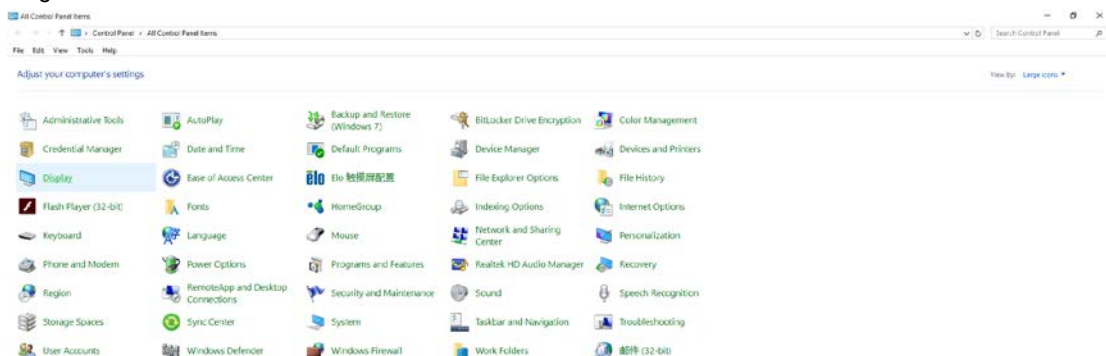 All Control Panel Items
Control Panel › All Control Panel Items
Search Control Panel
File Edit View Tools Help
Adjust your computer's settings
View by: Large icons
Administrative Tools
AutoPlay
Backup and Restore
(Windows 7)
BitLocker Drive Encryption
Color Management
Credential Manager
Date and Time
Default Programs
Device Manager
Devices and Printers
Display
Ease of Access Center
elo
Elo 触摸屏配置
File Explorer Options
File History
Flash Player (32-bit)
Fonts
HomeGroup
Indexing Options
Internet Options
Keyboard
Language
Mouse
Network and Sharing
Center
Personalization
Phone and Modem
Power Options
Programs and Features
Realtek HD Audio Manager
Recovery
Region
RemoteApp and Desktop
Connections
Security and Maintenance
Sound
Speech Recognition
Storage Spaces
Sync Center
System
Taskbar and Navigation
Troubleshooting
User Accounts
Windows Defender
Windows Firewall
Work Folders
邮件 (32-bit)